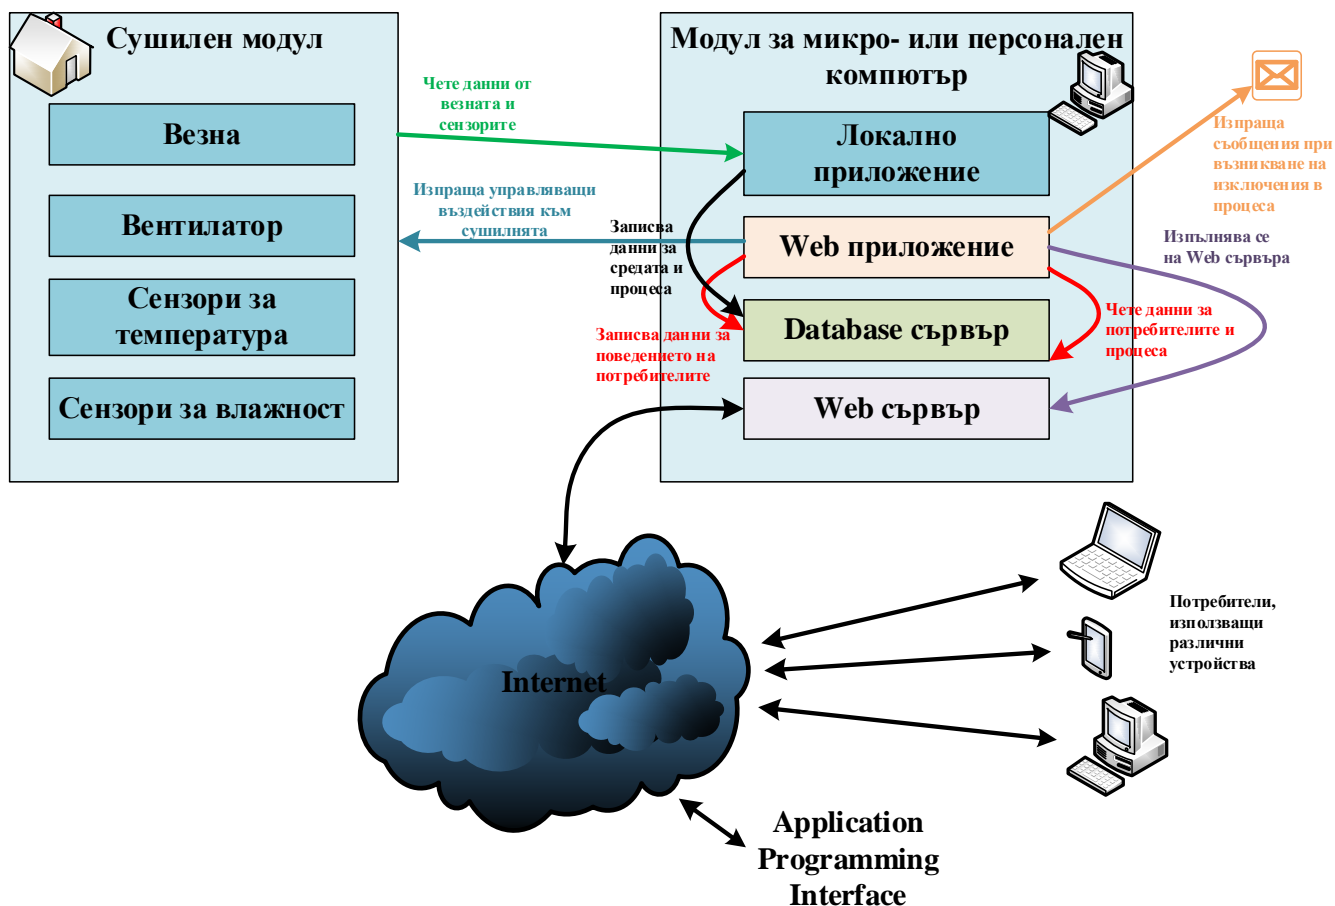 Сушилен модул
Везна
Вентилатор
Сензори за
температура
Сензори за влажност
Чете данни от
везната и
сензорите
Изпраща управляващи
въздействия към
сушилнята
Модул за микро- или персонален
компютър
Локално
приложение
Web приложение
Database сървър
Web сървър
Записва
данни за
средата и
процеса
Записва данни за
поведението на
потребителите
Изпраща
съобщения при
възникване на
изключения в
процеса
Изпълнява се
на Web сървъра
Чете данни за
потребителите и
процеса
Internet
Потребители,
използващи
различни
устройства
Application
Programming
Interface